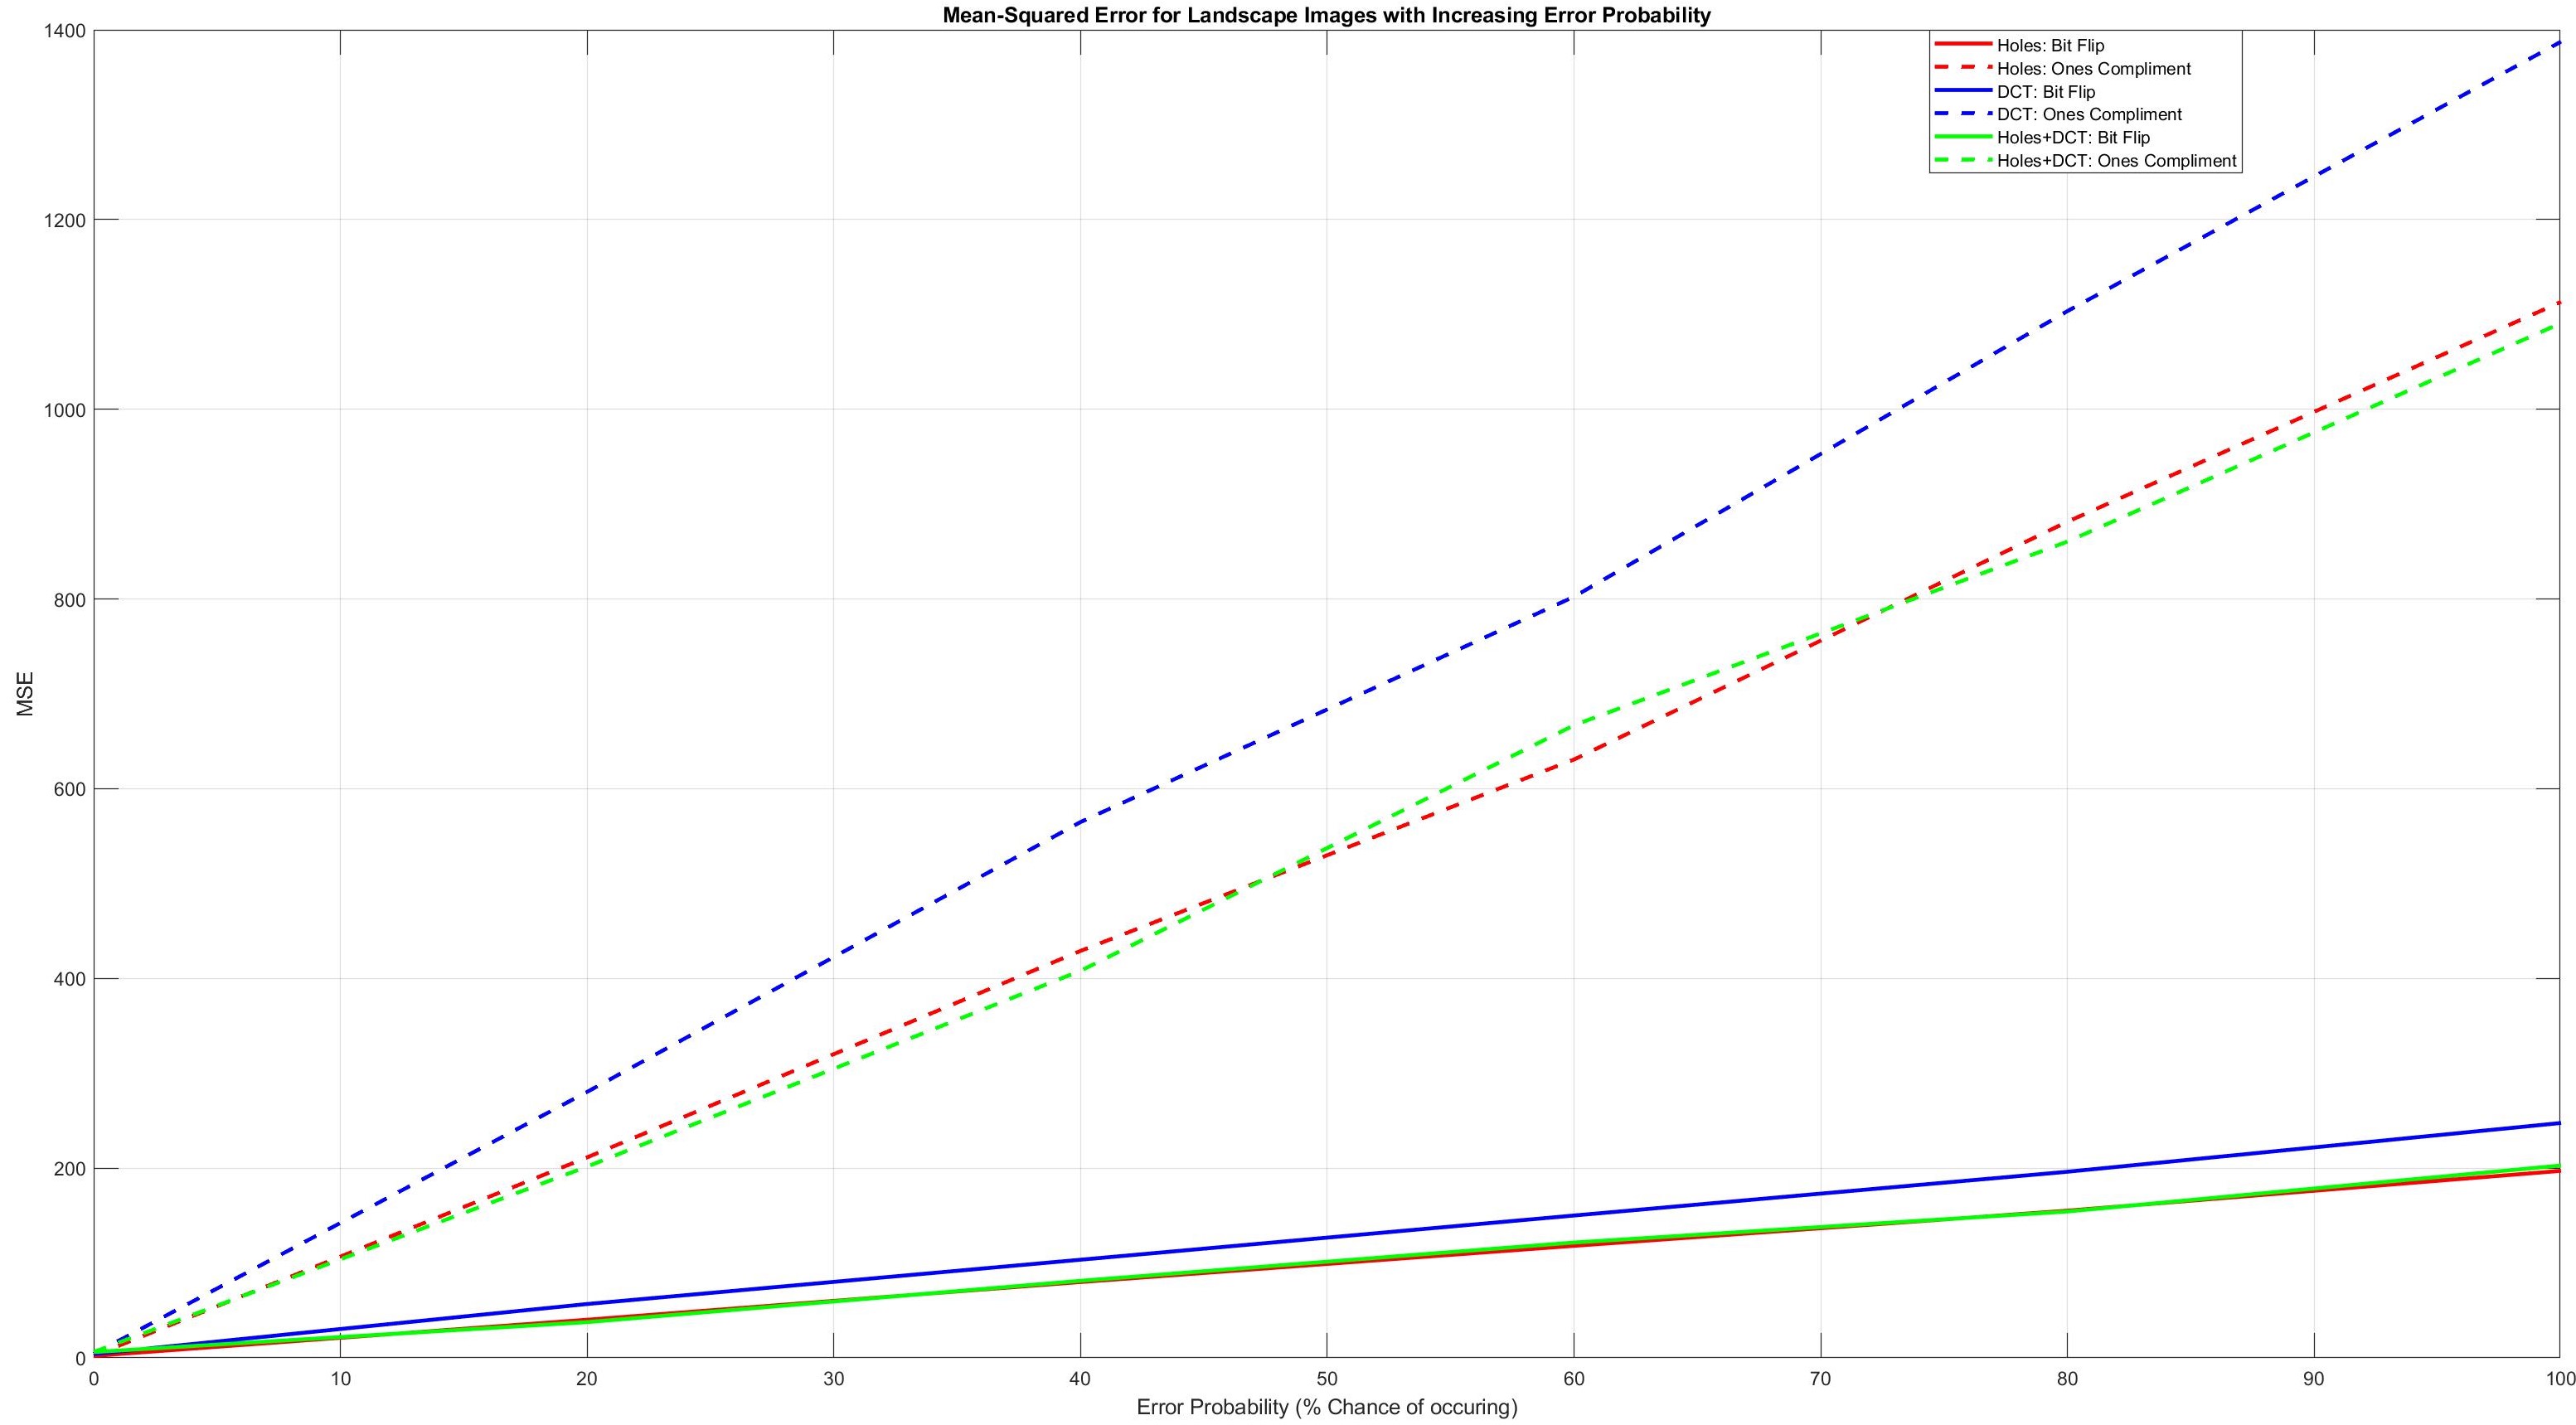 Mean-Squared Error for Landscape Images with Increasing Error Probability
1400
1200
1000
800
600
400
200
0
MSE
Holes: Bit Flip
Holes: Ones Compliment
DCT: Bit Flip
DCT: Ones Compliment
Holes+DCT: Bit Flip
Holes+DCT: Ones Compliment
0 10 20 30 40 50 60 70 80 90 100
Error Probability (% Chance of occuring)